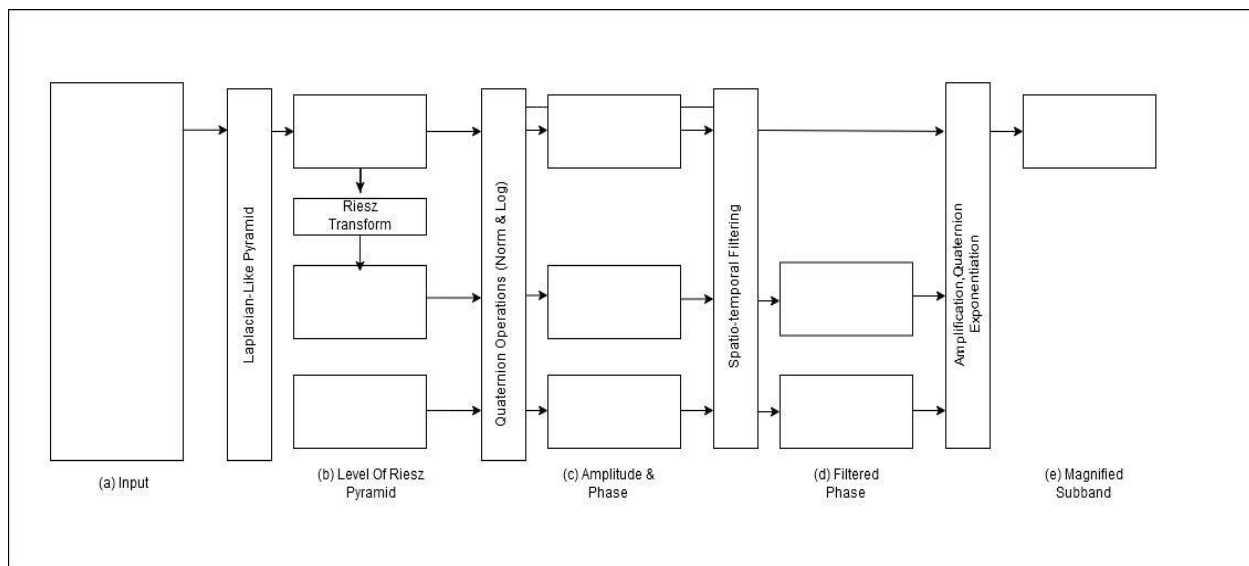 Laplacian-Like Pyramid
Riesz
Transform
Quaternion Operations (Norm & Log)
Spatio-temporal Filtering
Amplification,Quaternion
Exponentiation
(a) Input
(b) Level Of Riesz
Pyramid
(c) Amplitude &
Phase
(d) Filtered
Phase
(e) Magnified
Subband